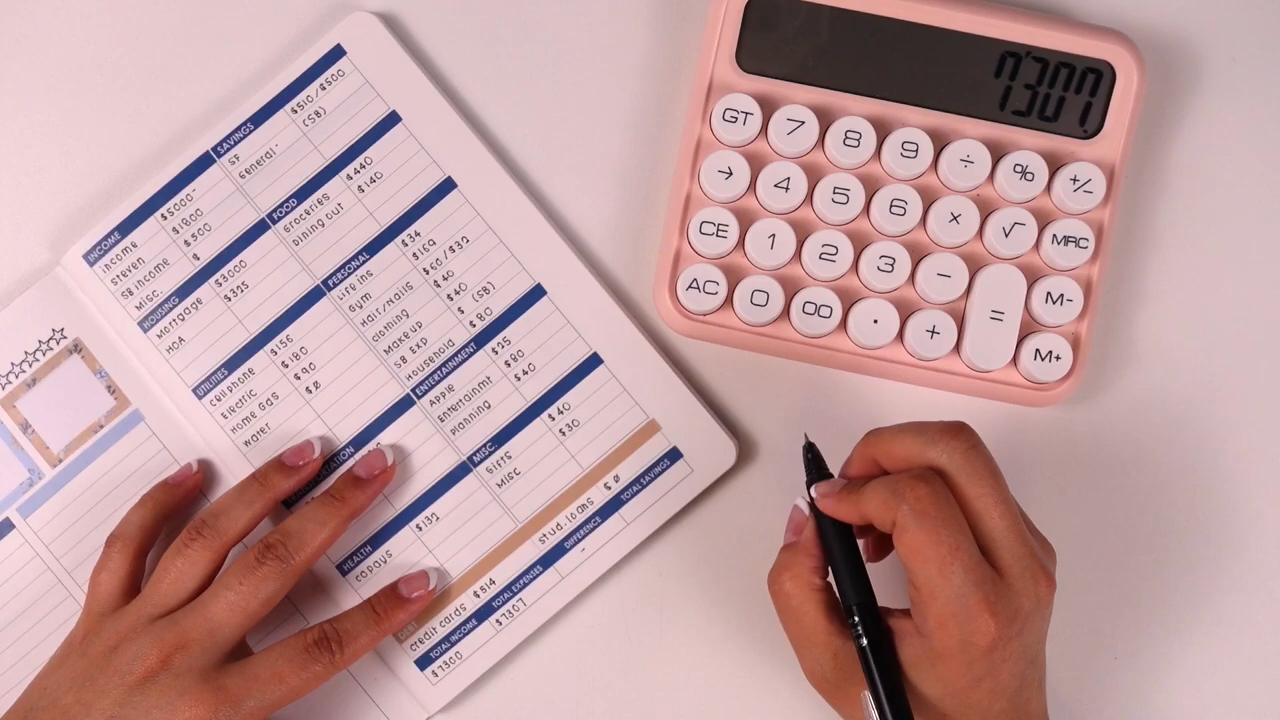 INCOME
income $5000
steven $1800
SB income $500
misc. $
SAVINGS
SF $510/$500
General (SB)
HOUSING
Mortgage $3000
HOA $325
FOOD
Groceries $440
Dining out $140
UTILITIES
cellphone $156
Electric $180
Home Gas $90
water $0
PERSONAL
Life ins $34
Gym $169
Hair/Nails $60/$32
clothing $40
Makeup $40
SB EXP $ (SB)
Household $80
ENTERTAINMENT
Apple $25
Entertainmt $80
planning $40
HEALTH
copays $132
MISC.
Gifts $40
Misc $30
DEBT
credit cards $514 stud.loans $0
TOTAL INCOME TOTAL EXPENSES DIFFERENCE TOTAL SAVINGS
$7300 $7307 -
GT 7 8 9 ÷ % +/-
→ 4 5 6 × √ MRC
CE 1 2 3 − M-
AC 0 00 · + = M+